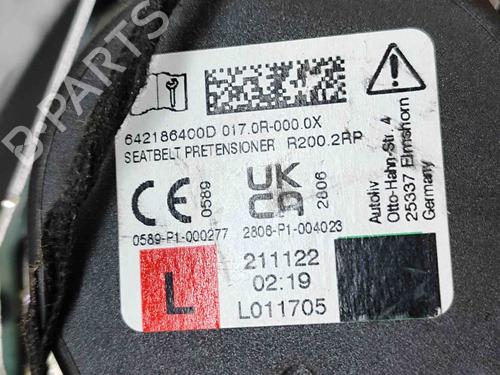 B-PARTS
642186400D 017.0R-000.0X
SEATBELT PRETENSIONER R200.2RP
CE 0589
UK CA 2806
0589-P1-000277 2806-P1-004023
Autoliv
Otto-Hahn-Str. 4
25337 Elmshorn
Germany
L
211122
02:19
L011705